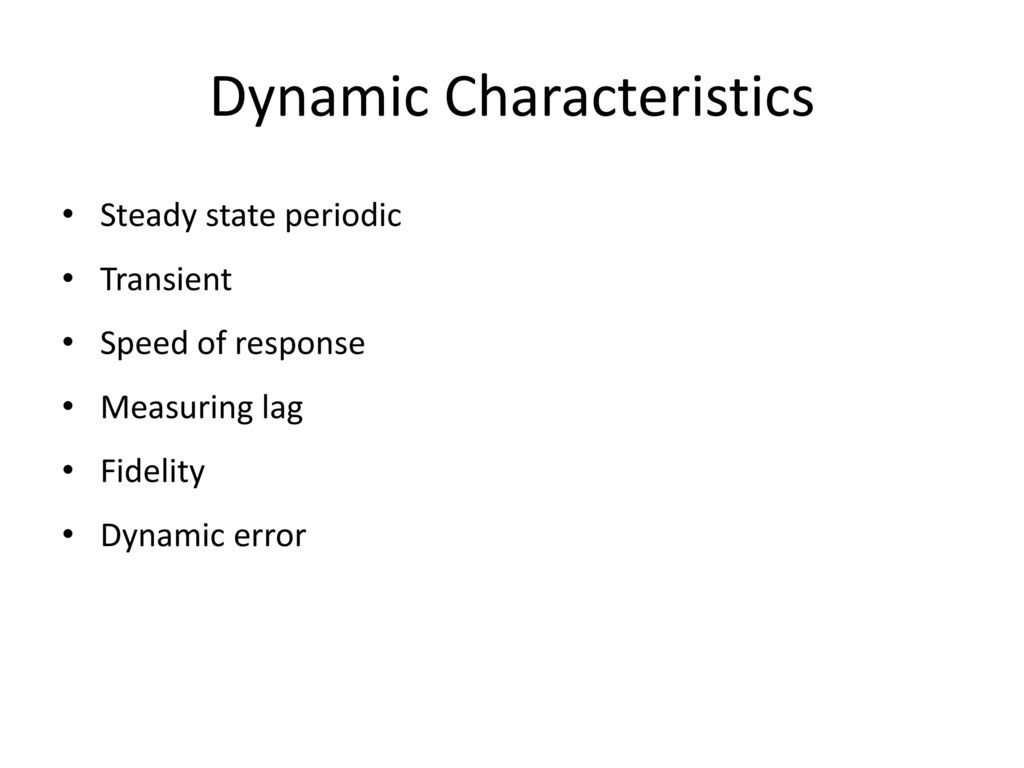 Dynamic Characteristics
• Steady state periodic
• Transient
• Speed of response
• Measuring lag
• Fidelity
• Dynamic error